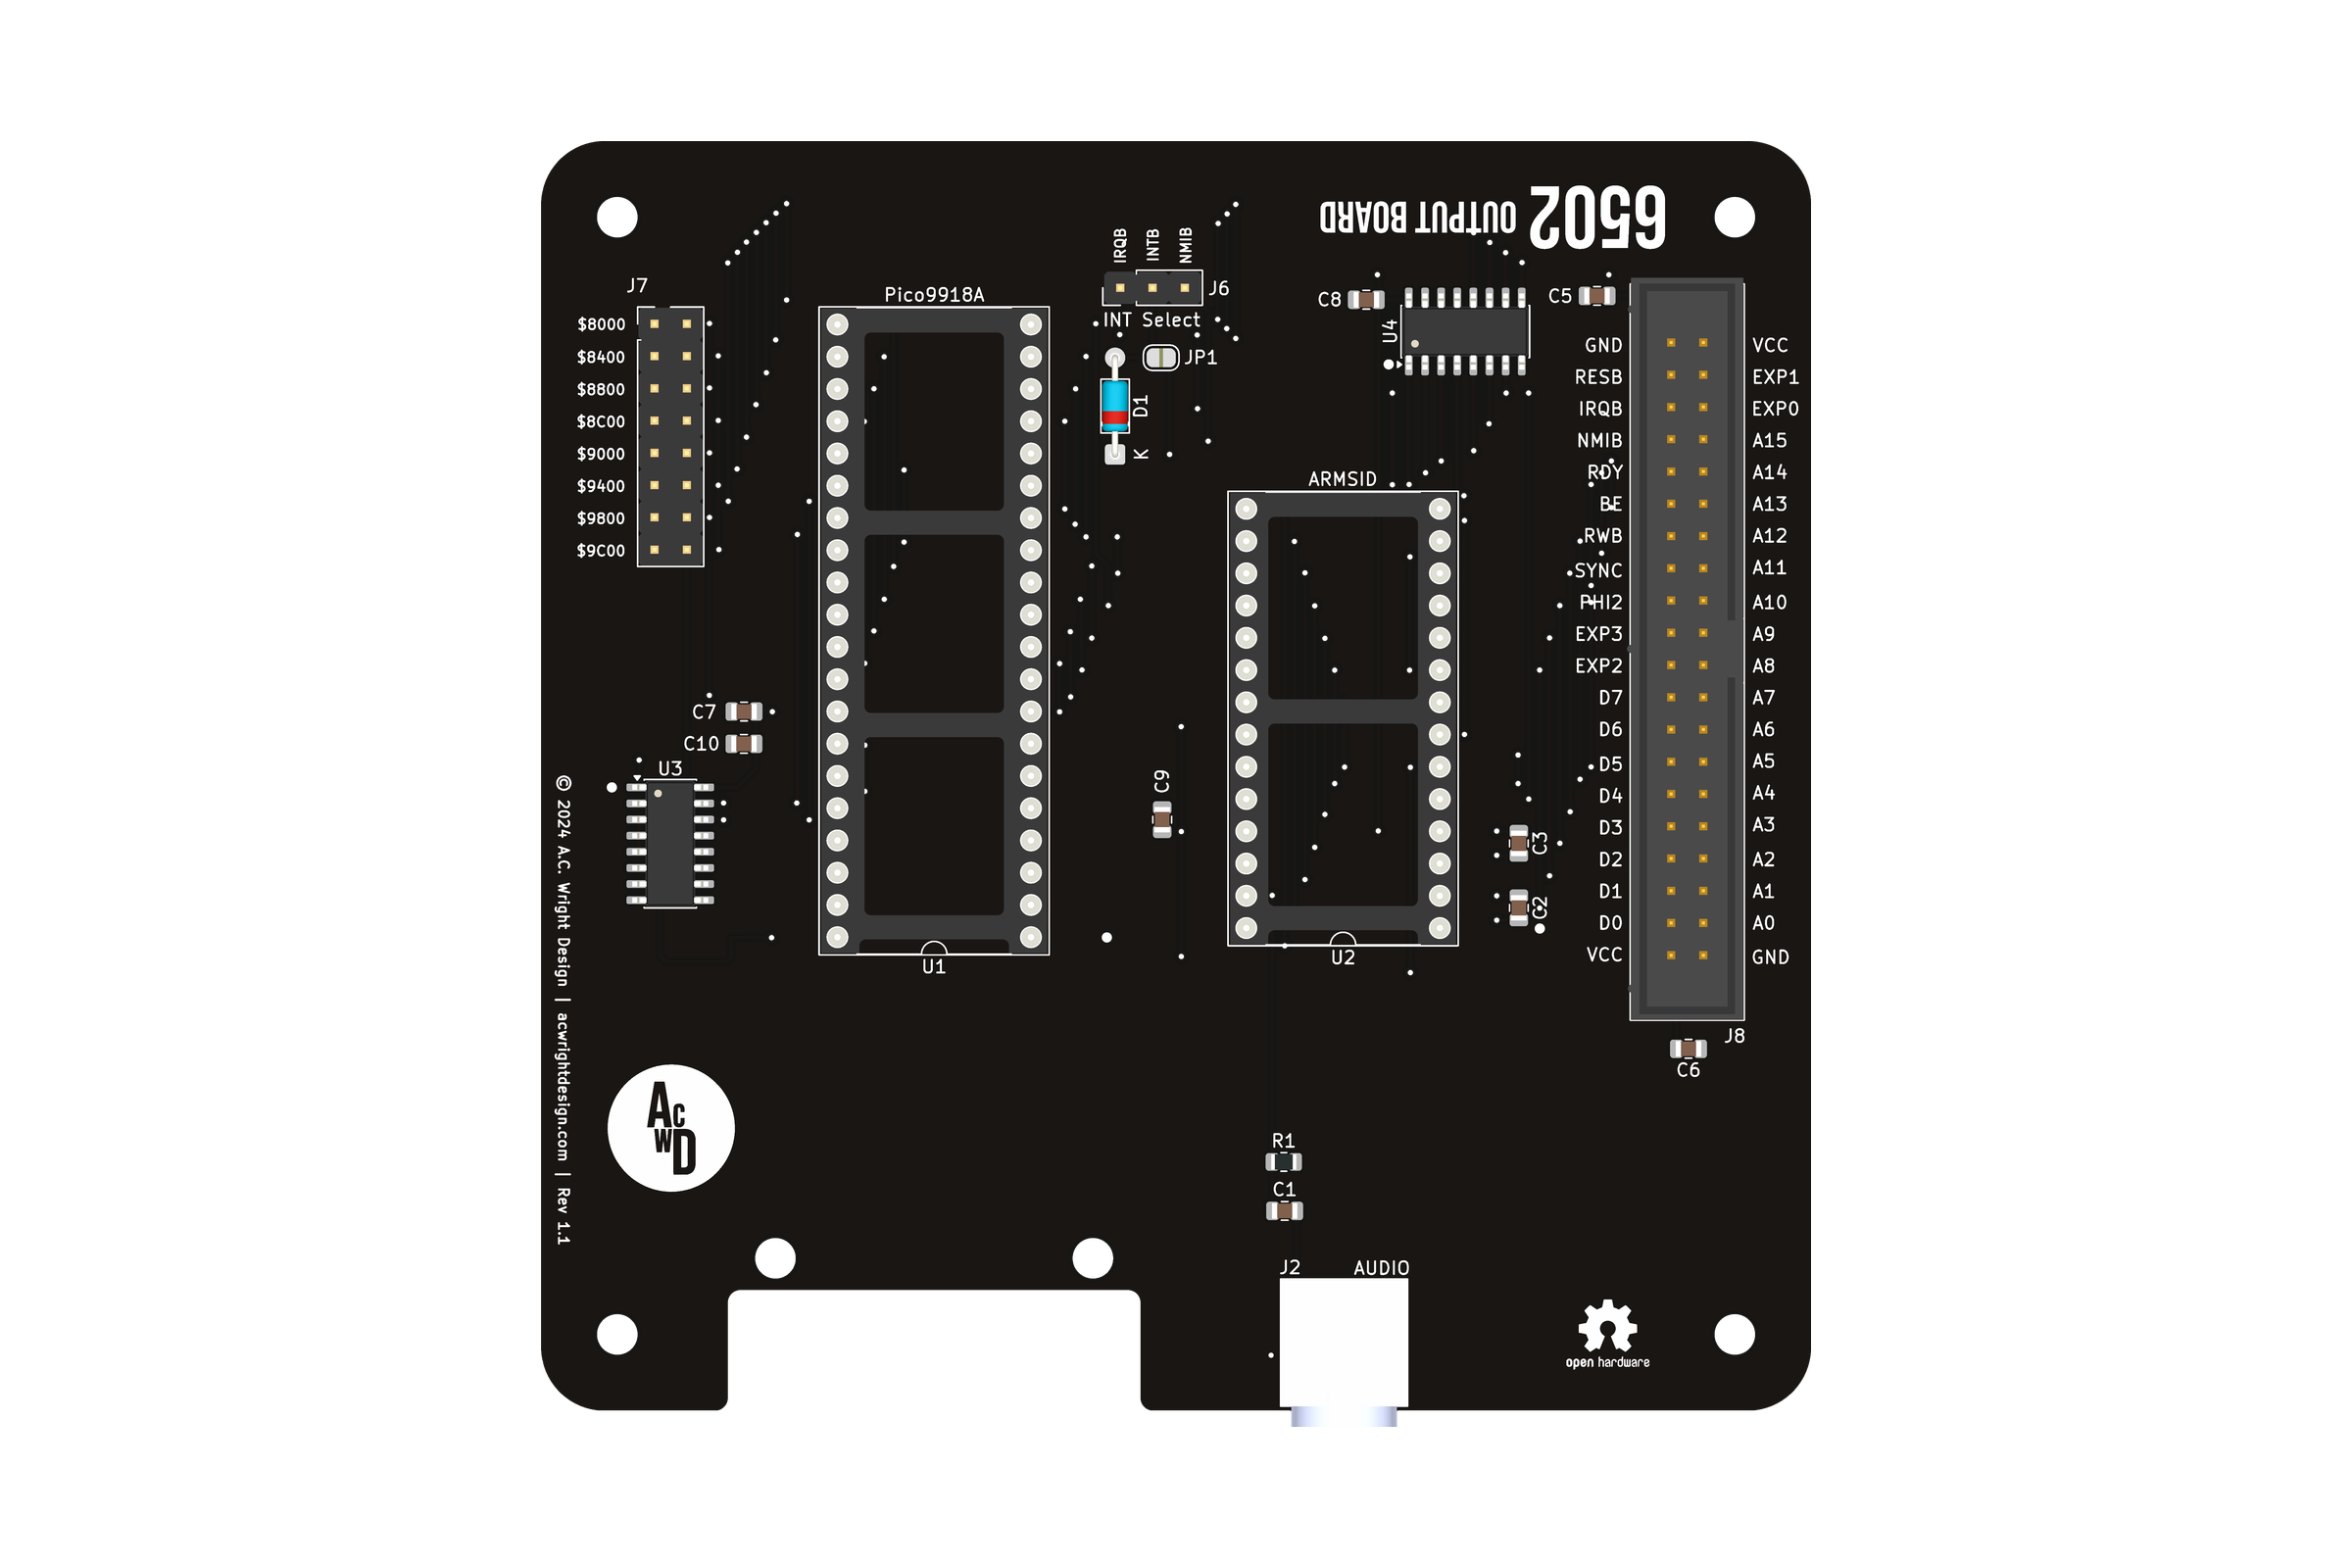 6502 OUTPUT BOARD
IRQB
INTB
NMIB
J6
INT Select
JP1
D1
K
J7
$8000
$8400
$8800
$8C00
$9000
$9400
$9800
$9C00
Pico9918A
U1
C8
U4
C5
ARMSID
U2
GND VCC
RESB EXP1
IRQB EXP0
NMIB A15
RDY A14
BE A13
RWB A12
SYNC A11
PHI2 A10
EXP3 A9
EXP2 A8
D7 A7
D6 A6
D5 A5
D4 A4
D3 A3
D2 A2
D1 A1
D0 A0
VCC GND
J8
C6
C7
C10
U3
C9
C3
C2
© 2024 A.C. Wright Design | acwrightdesign.com | Rev 1.1
ACWD
R1
C1
J2 AUDIO
open hardware